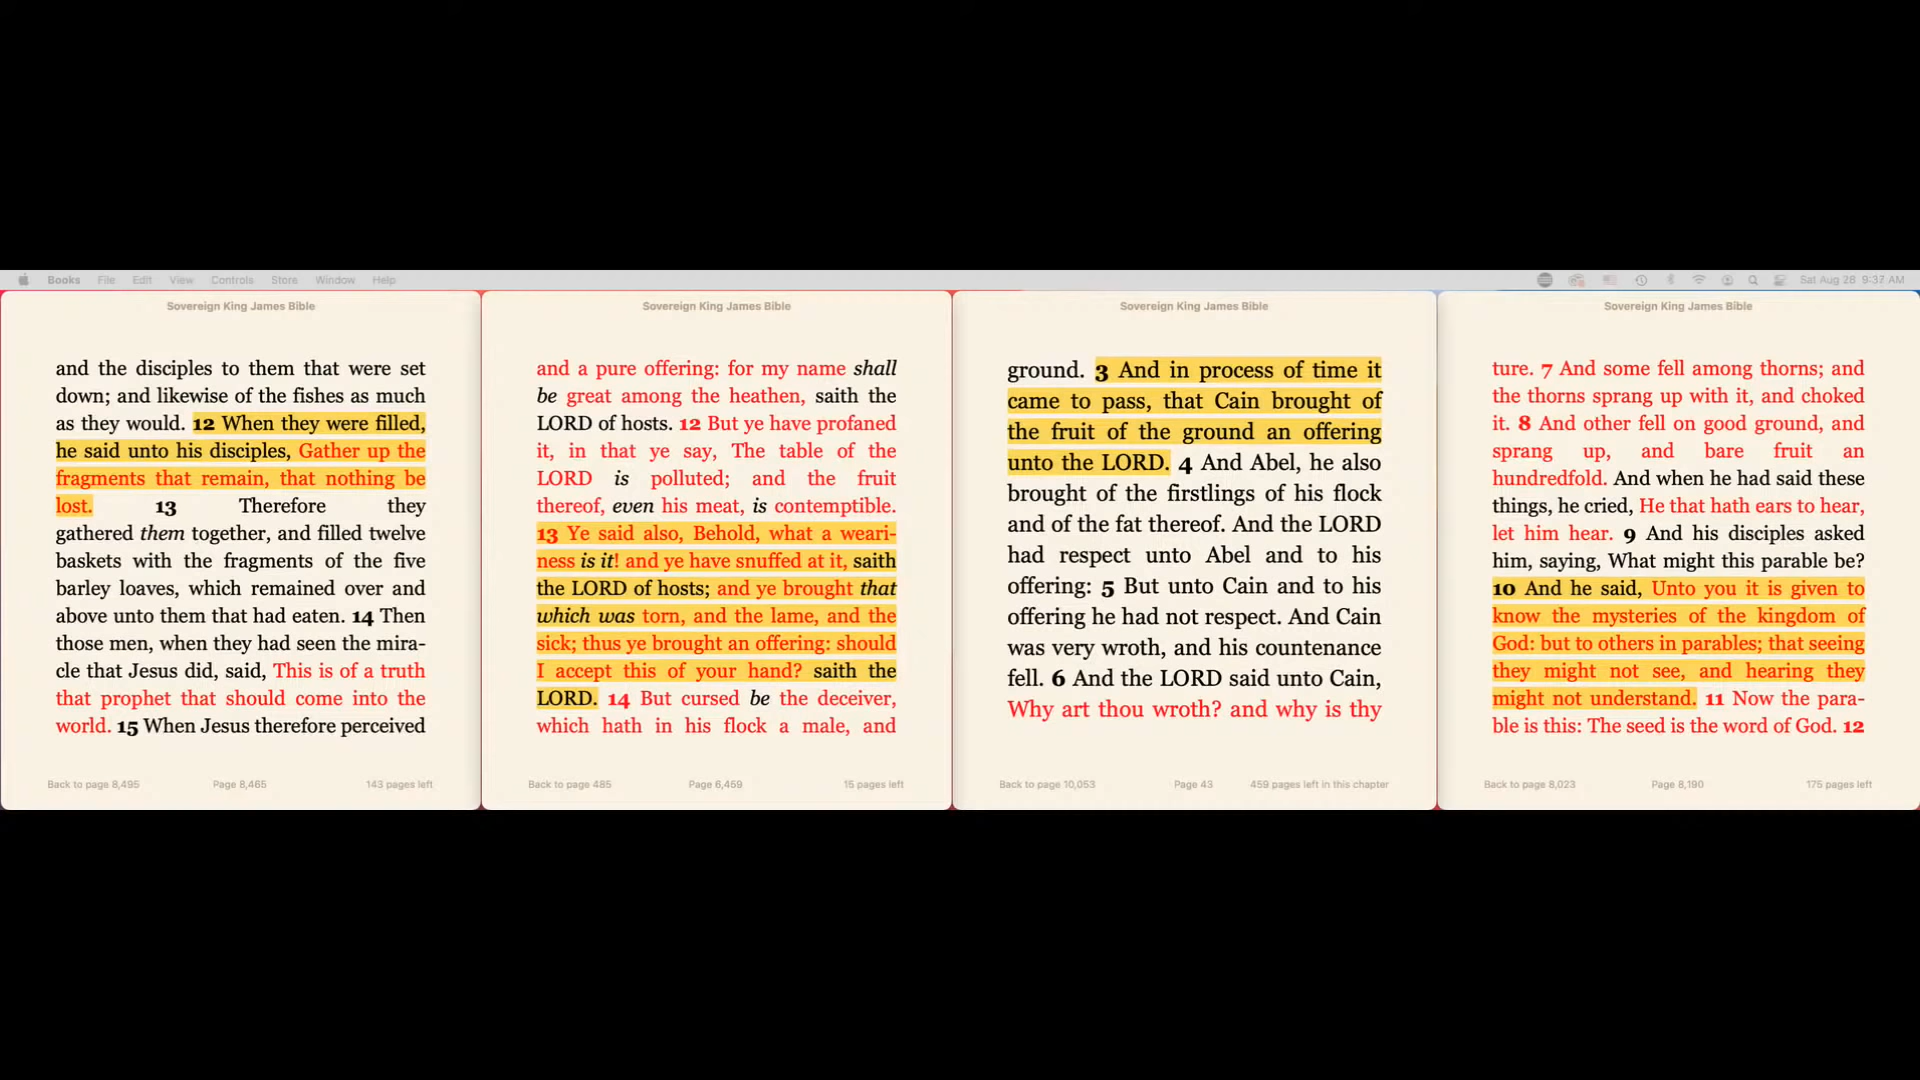 Books File Edit View Controls Store Window Help
Sat Aug 28 9:37 AM
Sovereign King James Bible
and the disciples to them that were set
down; and likewise of the fishes as much
as they would. 12 When they were filled,
he said unto his disciples, Gather up the
fragments that remain, that nothing be
lost. 13 Therefore they
gathered them together, and filled twelve
baskets with the fragments of the five
barley loaves, which remained over and
above unto them that had eaten. 14 Then
those men, when they had seen the mira-
cle that Jesus did, said, This is of a truth
that prophet that should come into the
world. 15 When Jesus therefore perceived
Back to page 8,495 Page 8,465 143 pages left
Sovereign King James Bible
and a pure offering: for my name shall
be great among the heathen, saith the
LORD of hosts. 12 But ye have profaned
it, in that ye say, The table of the
LORD is polluted; and the fruit
thereof, even his meat, is contemptible.
13 Ye said also, Behold, what a weari-
ness is it! and ye have snuffed at it, saith
the LORD of hosts; and ye brought that
which was torn, and the lame, and the
sick; thus ye brought an offering: should
I accept this of your hand? saith the
LORD. 14 But cursed be the deceiver,
which hath in his flock a male, and
Back to page 485 Page 6,459 15 pages left
Sovereign King James Bible
ground. 3 And in process of time it
came to pass, that Cain brought of
the fruit of the ground an offering
unto the LORD. 4 And Abel, he also
brought of the firstlings of his flock
and of the fat thereof. And the LORD
had respect unto Abel and to his
offering: 5 But unto Cain and to his
offering he had not respect. And Cain
was very wroth, and his countenance
fell. 6 And the LORD said unto Cain,
Why art thou wroth? and why is thy
Back to page 10,053 Page 43 459 pages left in this chapter
Sovereign King James Bible
ture. 7 And some fell among thorns; and
the thorns sprang up with it, and choked
it. 8 And other fell on good ground, and
sprang up, and bare fruit an
hundredfold. And when he had said these
things, he cried, He that hath ears to hear,
let him hear. 9 And his disciples asked
him, saying, What might this parable be?
10 And he said, Unto you it is given to
know the mysteries of the kingdom of
God: but to others in parables; that seeing
they might not see, and hearing they
might not understand. 11 Now the para-
ble is this: The seed is the word of God. 12
Back to page 8,023 Page 8,190 175 pages left